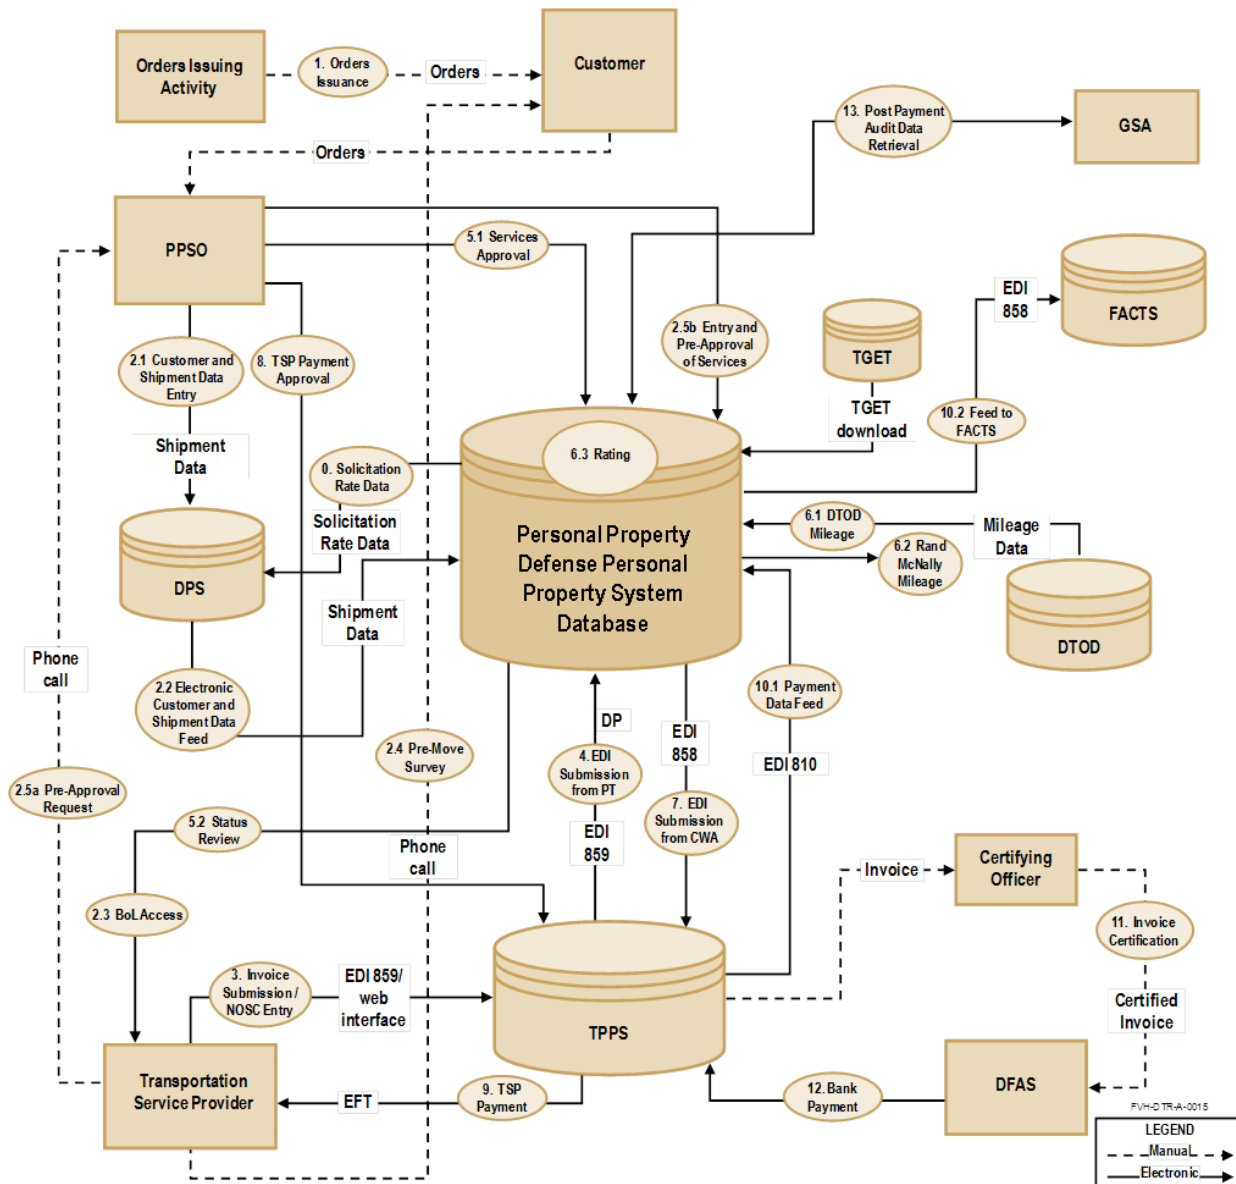 Orders Issuing
Activity
1. Orders
Issuance
Orders
Customer
13. Post Payment
Audit Data
Retrieval
GSA
Orders
PPSO
5.1 Services
Approval
EDI
858
FACTS
2.5b Entry and
Pre-Approval
of Services
TGET
2.1 Customer and
Shipment Data
Entry
8. TSP Payment
Approval
TGET
download
10.2 Feed to
FACTS
Shipment
Data
6.3 Rating
0. Solicitation
Rate Data
Solicitation
Rate Data
Personal Property
Defense Personal
Property System
Database
6.1 DTOD
Mileage
Mileage
Data
6.2 Rand
McNally
Mileage
DPS
Shipment
Data
DTOD
Phone
call
2.2 Electronic
Customer and
Shipment Data
Feed
10.1 Payment
Data Feed
DP
EDI
858
2.4 Pre-Move
Survey
4. EDI
Submission
from PT
EDI 810
2.5a Pre-Approval
Request
7. EDI
Submission
from CWA
5.2 Status
Review
EDI
859
Phone
call
Invoice
Certifying
Officer
2.3 BoL Access
11. Invoice
Certification
3. Invoice
Submission /
NOSC Entry
EDI 859/
web
interface
TPPS
Certified
Invoice
Transportation
Service Provider
EFT
9. TSP
Payment
12. Bank
Payment
DFAS
FVH-DTR-A-0015
LEGEND
Manual
Electronic